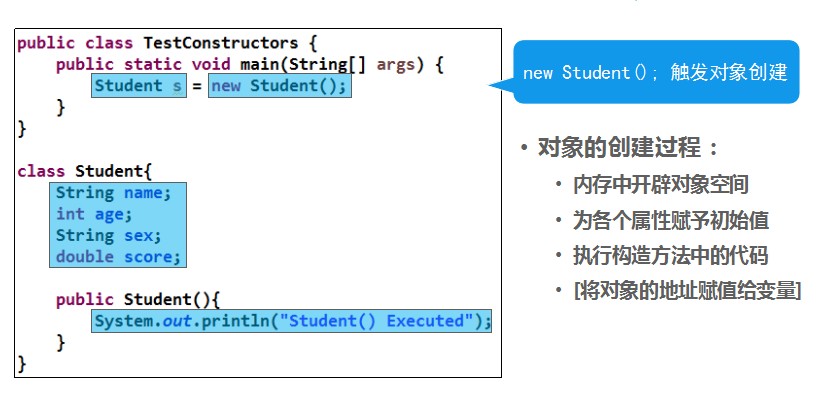 public class TestConstructors {
    public static void main(String[] args) {
        Student s = new Student();
    }
}
class Student{
    String name;
    int age;
    String sex;
    double score;
    public Student(){
        System.out.println("Student() Executed");
    }
}
new Student(); 触发对象创建
• 对象的创建过程：
• 内存中开辟对象空间
• 为各个属性赋予初始值
• 执行构造方法中的代码
• [将对象的地址赋值给变量]